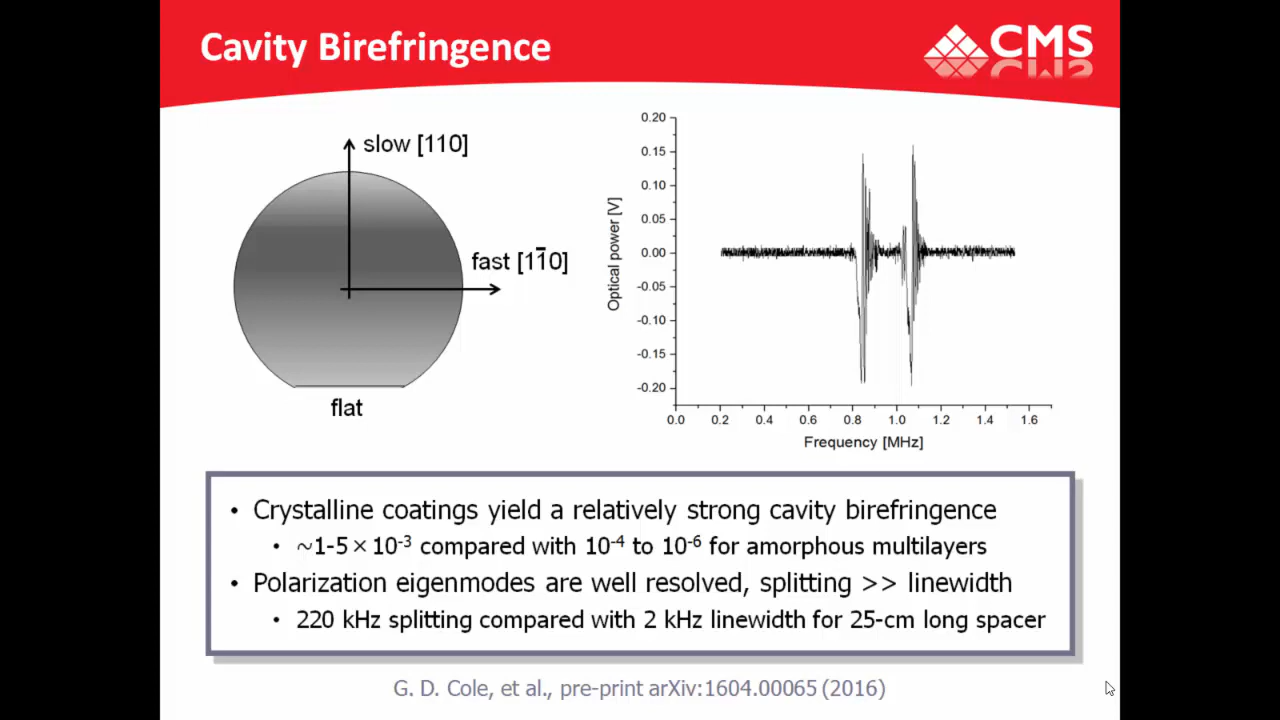 Cavity Birefringence
CMS
slow [110]
fast [11̄0]
flat
0.20
0.15
0.10
0.05
0.00
-0.05
-0.10
-0.15
-0.20
Optical power [V]
0.0 0.2 0.4 0.6 0.8 1.0 1.2 1.4 1.6
Frequency [MHz]
• Crystalline coatings yield a relatively strong cavity birefringence
• ~1-5×10⁻³ compared with 10⁻⁴ to 10⁻⁶ for amorphous multilayers
• Polarization eigenmodes are well resolved, splitting >> linewidth
• 220 kHz splitting compared with 2 kHz linewidth for 25-cm long spacer
G. D. Cole, et al., pre-print arXiv:1604.00065 (2016)